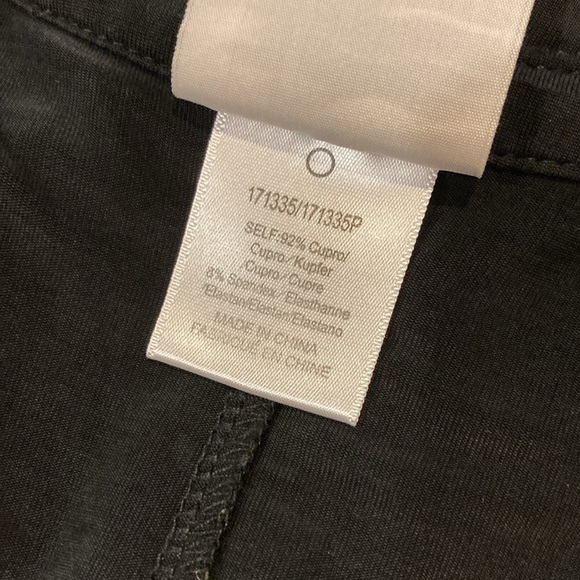 171335/171335P
SELF:92% Cupro/
Cupro/Kupfer
/Cupro/Cupre
8% Spandex/Elasthanne
/Elastan/Elastan/Elastano
MADE IN CHINA
FABRIQUÉ EN CHINE